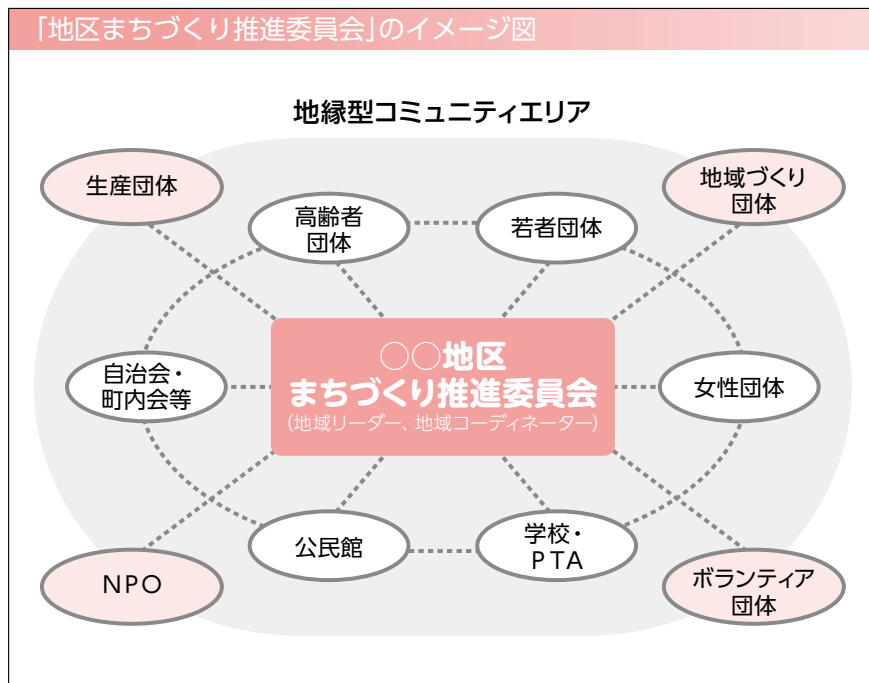 「地区まちづくり推進委員会」のイメージ図
地縁型コミュニティエリア
生産団体
地域づくり
団体
高齢者
団体
若者団体
自治会・
町内会等
○○地区
まちづくり推進委員会
(地域リーダー、地域コーディネーター)
女性団体
公民館
学校・
PTA
NPO
ボランティア
団体